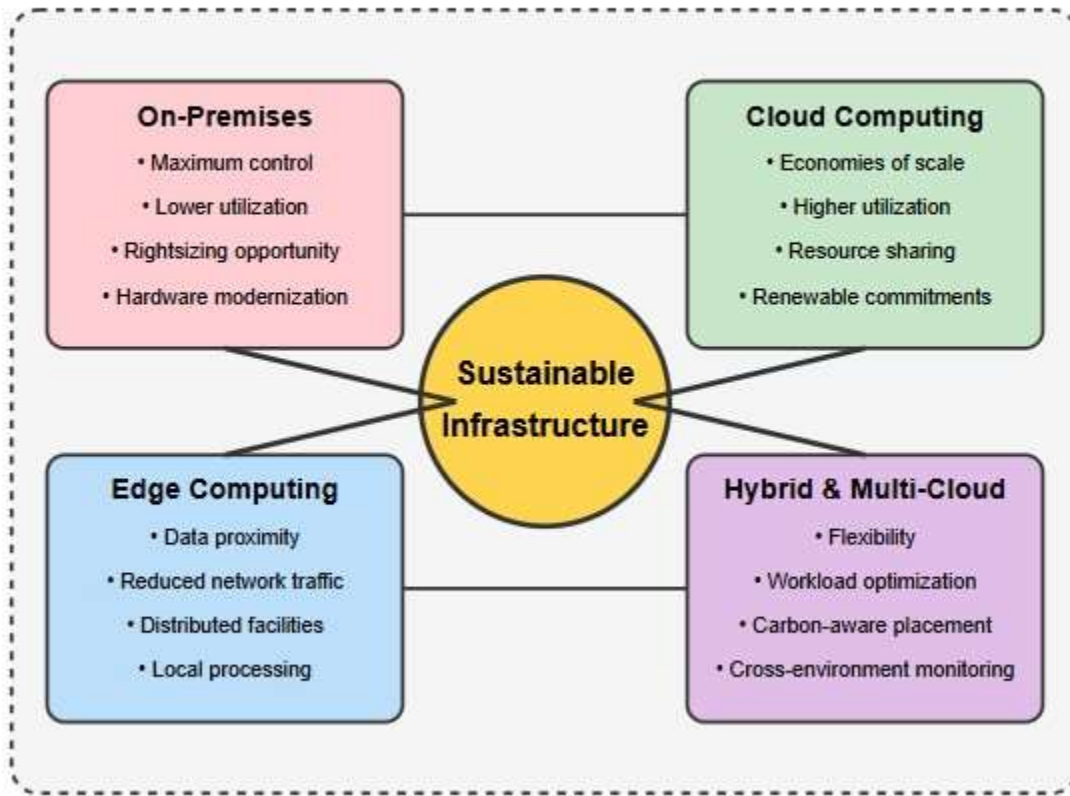 On-Premises
• Maximum control
• Lower utilization
• Rightsizing opportunity
• Hardware modernization
Cloud Computing
• Economies of scale
• Higher utilization
• Resource sharing
• Renewable commitments
Sustainable
Infrastructure
Edge Computing
• Data proximity
• Reduced network traffic
• Distributed facilities
• Local processing
Hybrid & Multi-Cloud
• Flexibility
• Workload optimization
• Carbon-aware placement
• Cross-environment monitoring